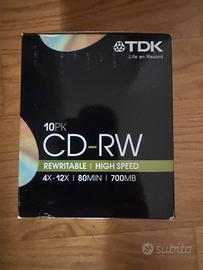 TDK
Life on Record
10PK
CD-RW
REWRITABLE | HIGH SPEED
4X-12X | 80MIN | 700MB
subito